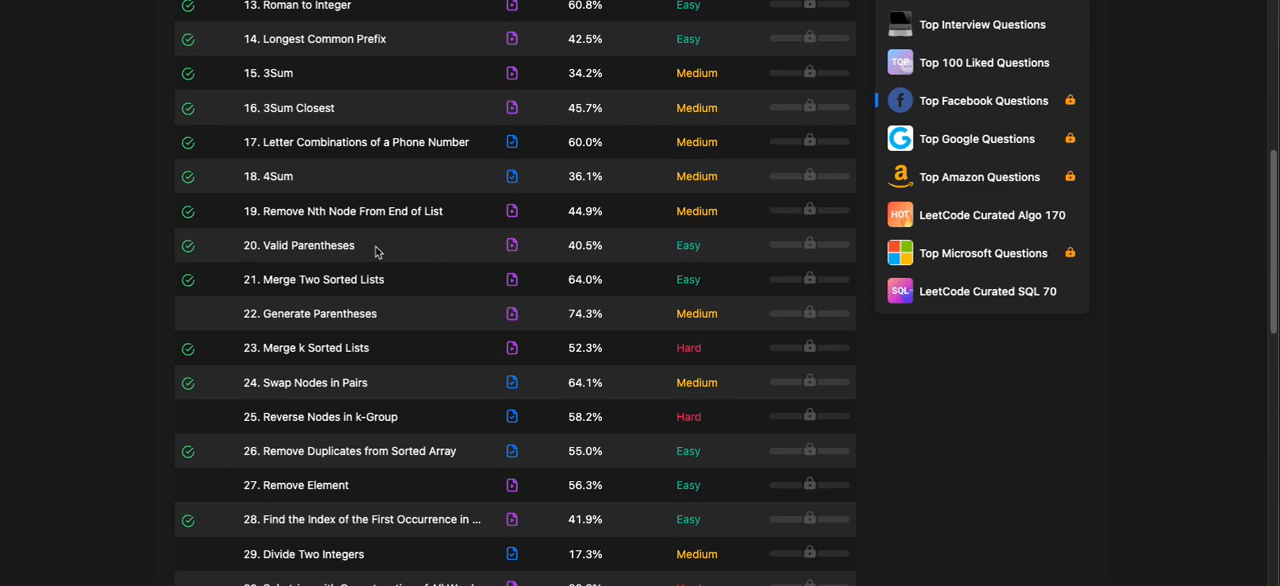 13. Roman to Integer 60.8% Easy
14. Longest Common Prefix 42.5% Easy
15. 3Sum 34.2% Medium
16. 3Sum Closest 45.7% Medium
17. Letter Combinations of a Phone Number 60.0% Medium
18. 4Sum 36.1% Medium
19. Remove Nth Node From End of List 44.9% Medium
20. Valid Parentheses 40.5% Easy
21. Merge Two Sorted Lists 64.0% Easy
22. Generate Parentheses 74.3% Medium
23. Merge k Sorted Lists 52.3% Hard
24. Swap Nodes in Pairs 64.1% Medium
25. Reverse Nodes in k-Group 58.2% Hard
26. Remove Duplicates from Sorted Array 55.0% Easy
27. Remove Element 56.3% Easy
28. Find the Index of the First Occurrence in ... 41.9% Easy
29. Divide Two Integers 17.3% Medium
Top Interview Questions
TOP Top 100 Liked Questions
f Top Facebook Questions
G Top Google Questions
a Top Amazon Questions
HOT LeetCode Curated Algo 170
Top Microsoft Questions
SQL LeetCode Curated SQL 70